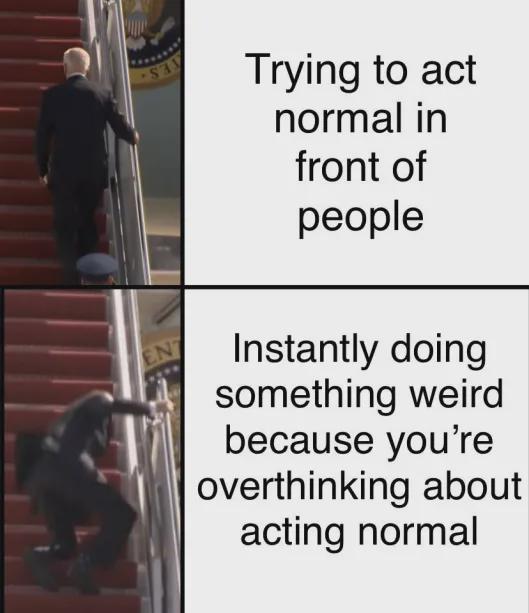 Trying to act
normal in
front of
people
ENT
Instantly doing
something weird
because you're
overthinking about
acting normal